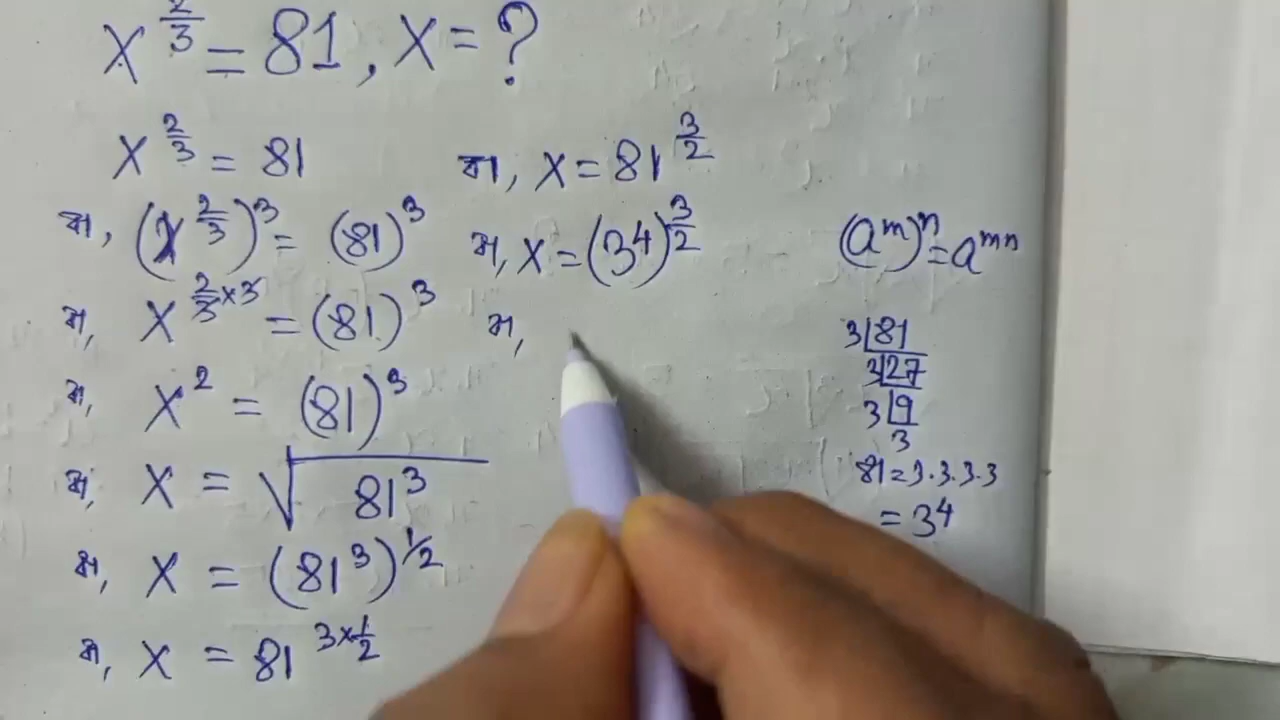 x^{2/3} = 81, x = ?
x^{2/3} = 81
বা, (x^{2/3})^3 = (81)^3
বা, x^{2/3×3} = (81)^3
বা, x^2 = (81)^3
বা, x = √81^3
বা, x = (81^3)^{1/2}
বা, x = 81^{3×1/2}
বা, x = 81^{3/2}
বা, x = (3^4)^{3/2}
বা,
(a^m)^n = a^{mn}
3|81
3|27
3|9
3
81 = 3.3.3.3
= 3^4